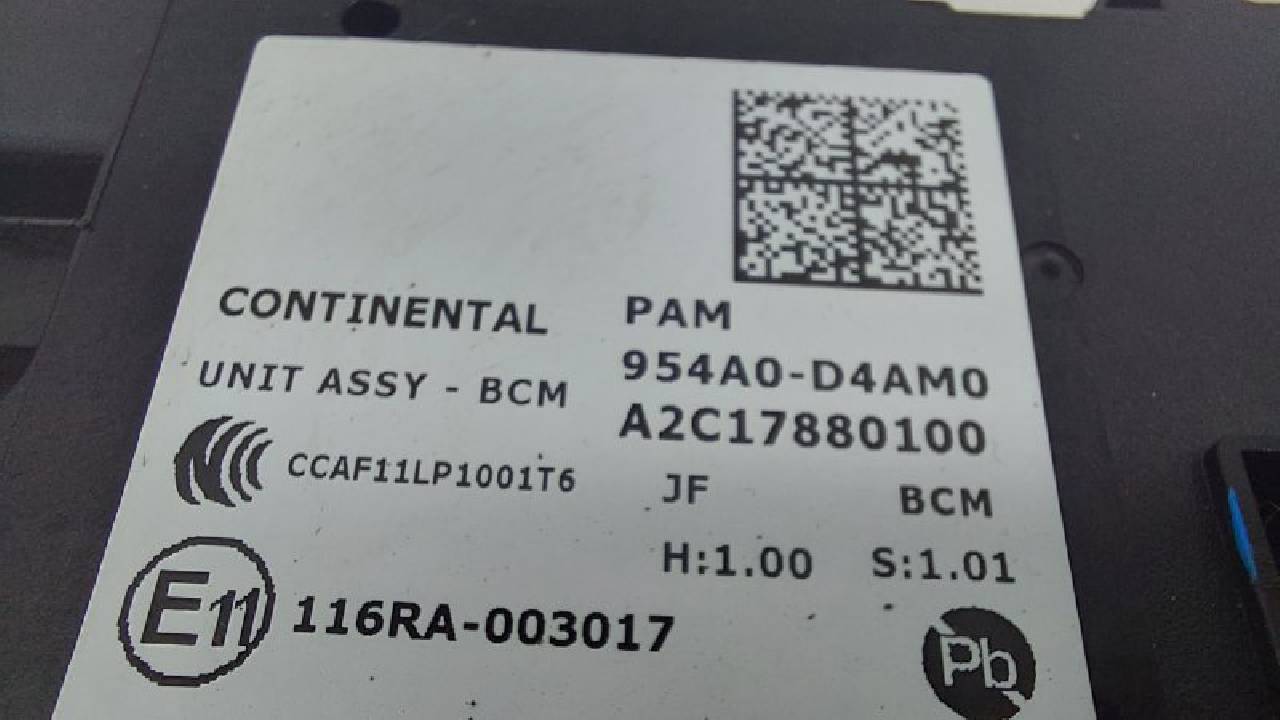 CONTINENTAL PAM
UNIT ASSY - BCM 954A0-D4AM0
A2C17880100
CCAF11LP1001T6 JF BCM
H:1.00 S:1.01
E11 116RA-003017
Pb